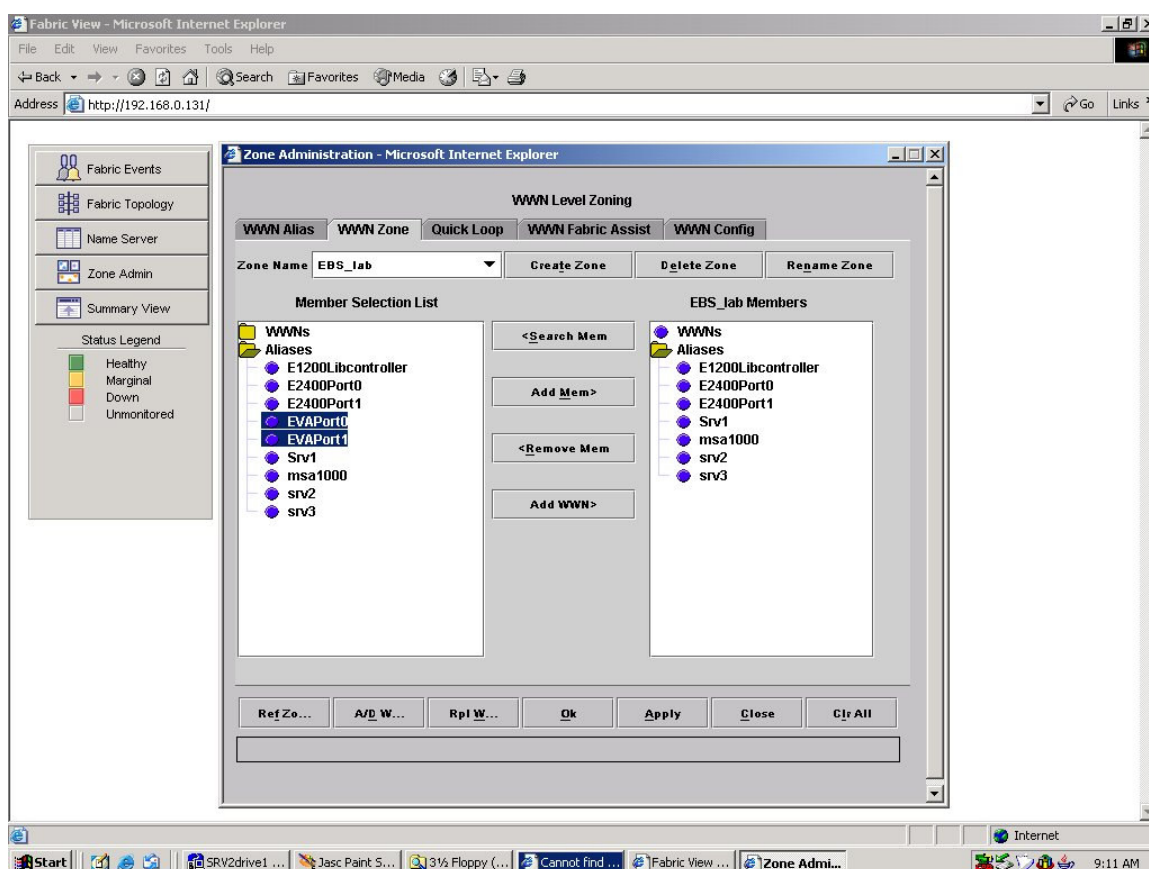 Fabric View - Microsoft Internet Explorer
File Edit View Favorites Tools Help
Back Search Favorites Media
Address http://192.168.0.131/ Go Links
Fabric Events
Fabric Topology
Name Server
Zone Admin
Summary View
Status Legend
Healthy
Marginal
Down
Unmonitored
Zone Administration - Microsoft Internet Explorer
WWN Level Zoning
WWN Alias WWN Zone Quick Loop WWN Fabric Assist WWN Config
Zone Name EBS_lab Create Zone Delete Zone Rename Zone
Member Selection List
WWNs
Aliases
E1200Libcontroller
E2400Port0
E2400Port1
EVAPort0
EVAPort1
Srv1
msa1000
srv2
srv3
<Search Mem
Add Mem>
<Remove Mem
Add WWN>
EBS_lab Members
WWNs
Aliases
E1200Libcontroller
E2400Port0
E2400Port1
Srv1
msa1000
srv2
srv3
Ref Zo... A/D W... Rpl W... Ok Apply Close Clr All
Internet
Start SRV2drive1 ... Jasc Paint S... 3½ Floppy (... Cannot find ... Fabric View ... Zone Admi... 9:11 AM